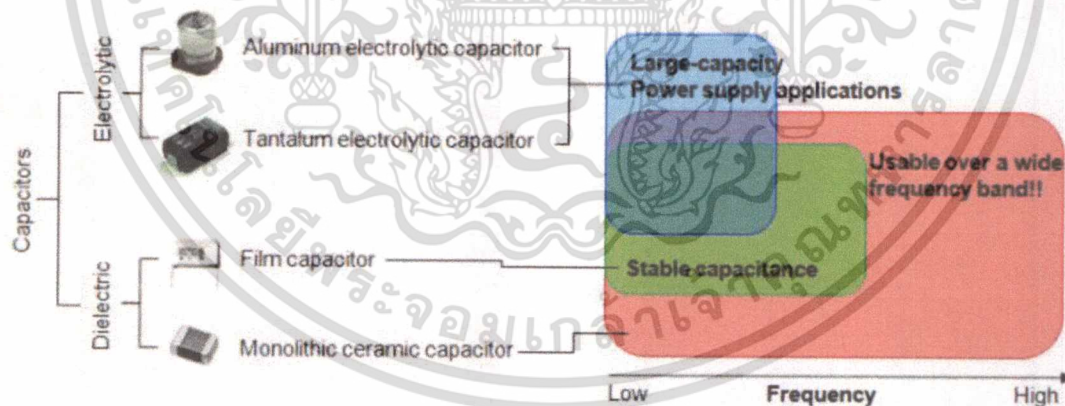 Capacitors
Electrolytic
Dielectric
Aluminum electrolytic capacitor
Tantalum electrolytic capacitor
Film capacitor
Monolithic ceramic capacitor
Large-capacity
Power supply applications
Usable over a wide
frequency band!!
Stable capacitance
Low Frequency High